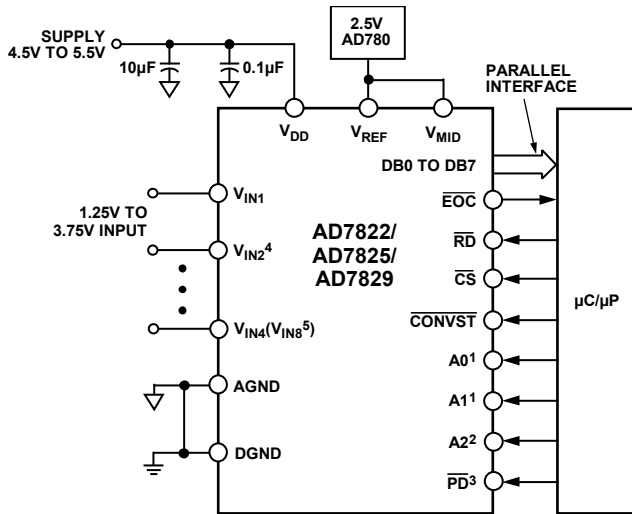 SUPPLY
4.5V TO 5.5V
10µF
0.1µF
2.5V
AD780
PARALLEL
INTERFACE
VDD
VREF
VMID
DB0 TO DB7
1.25V TO
3.75V INPUT
VIN1
VIN2⁴
VIN4(VIN8⁵)
AGND
DGND
AD7822/
AD7825/
AD7829
EOC
RD
CS
CONVST
A0¹
A1¹
A2²
PD³
µC/µP